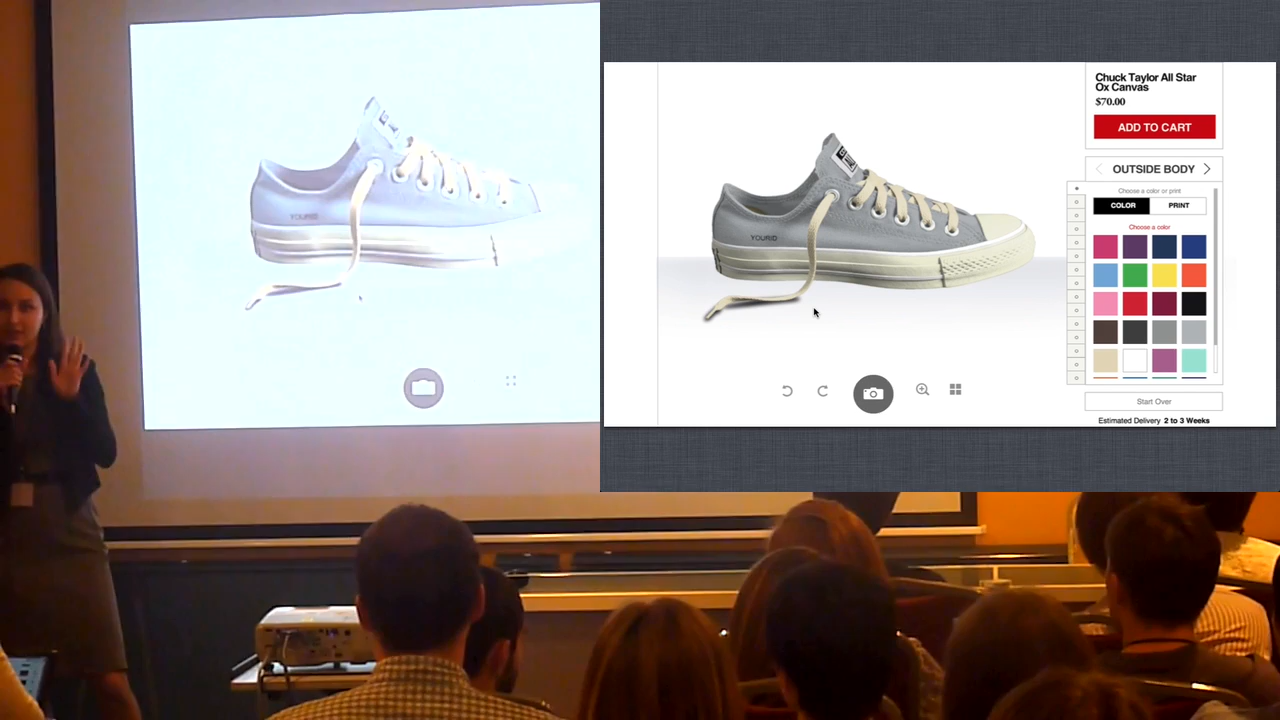 YOURID
YOURID
Chuck Taylor All Star
Ox Canvas
$70.00
ADD TO CART
OUTSIDE BODY
Choose a color or print
COLOR
PRINT
Choose a color
Start Over
Estimated Delivery 2 to 3 Weeks